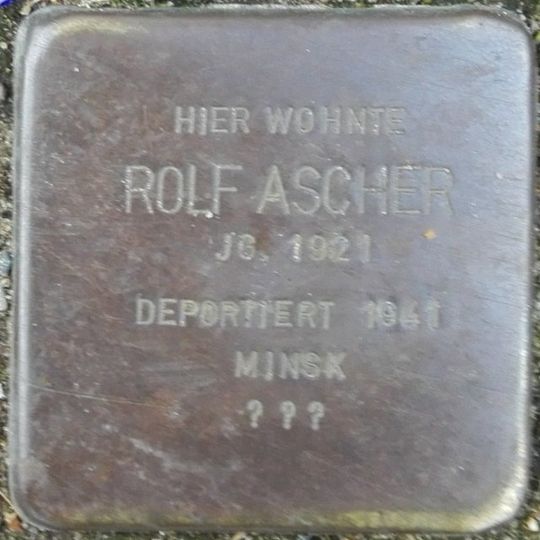 HIER WOHNTE
ROLF ASCHER
JG. 1921
DEPORTIERT 1941
MINSK
? ? ?